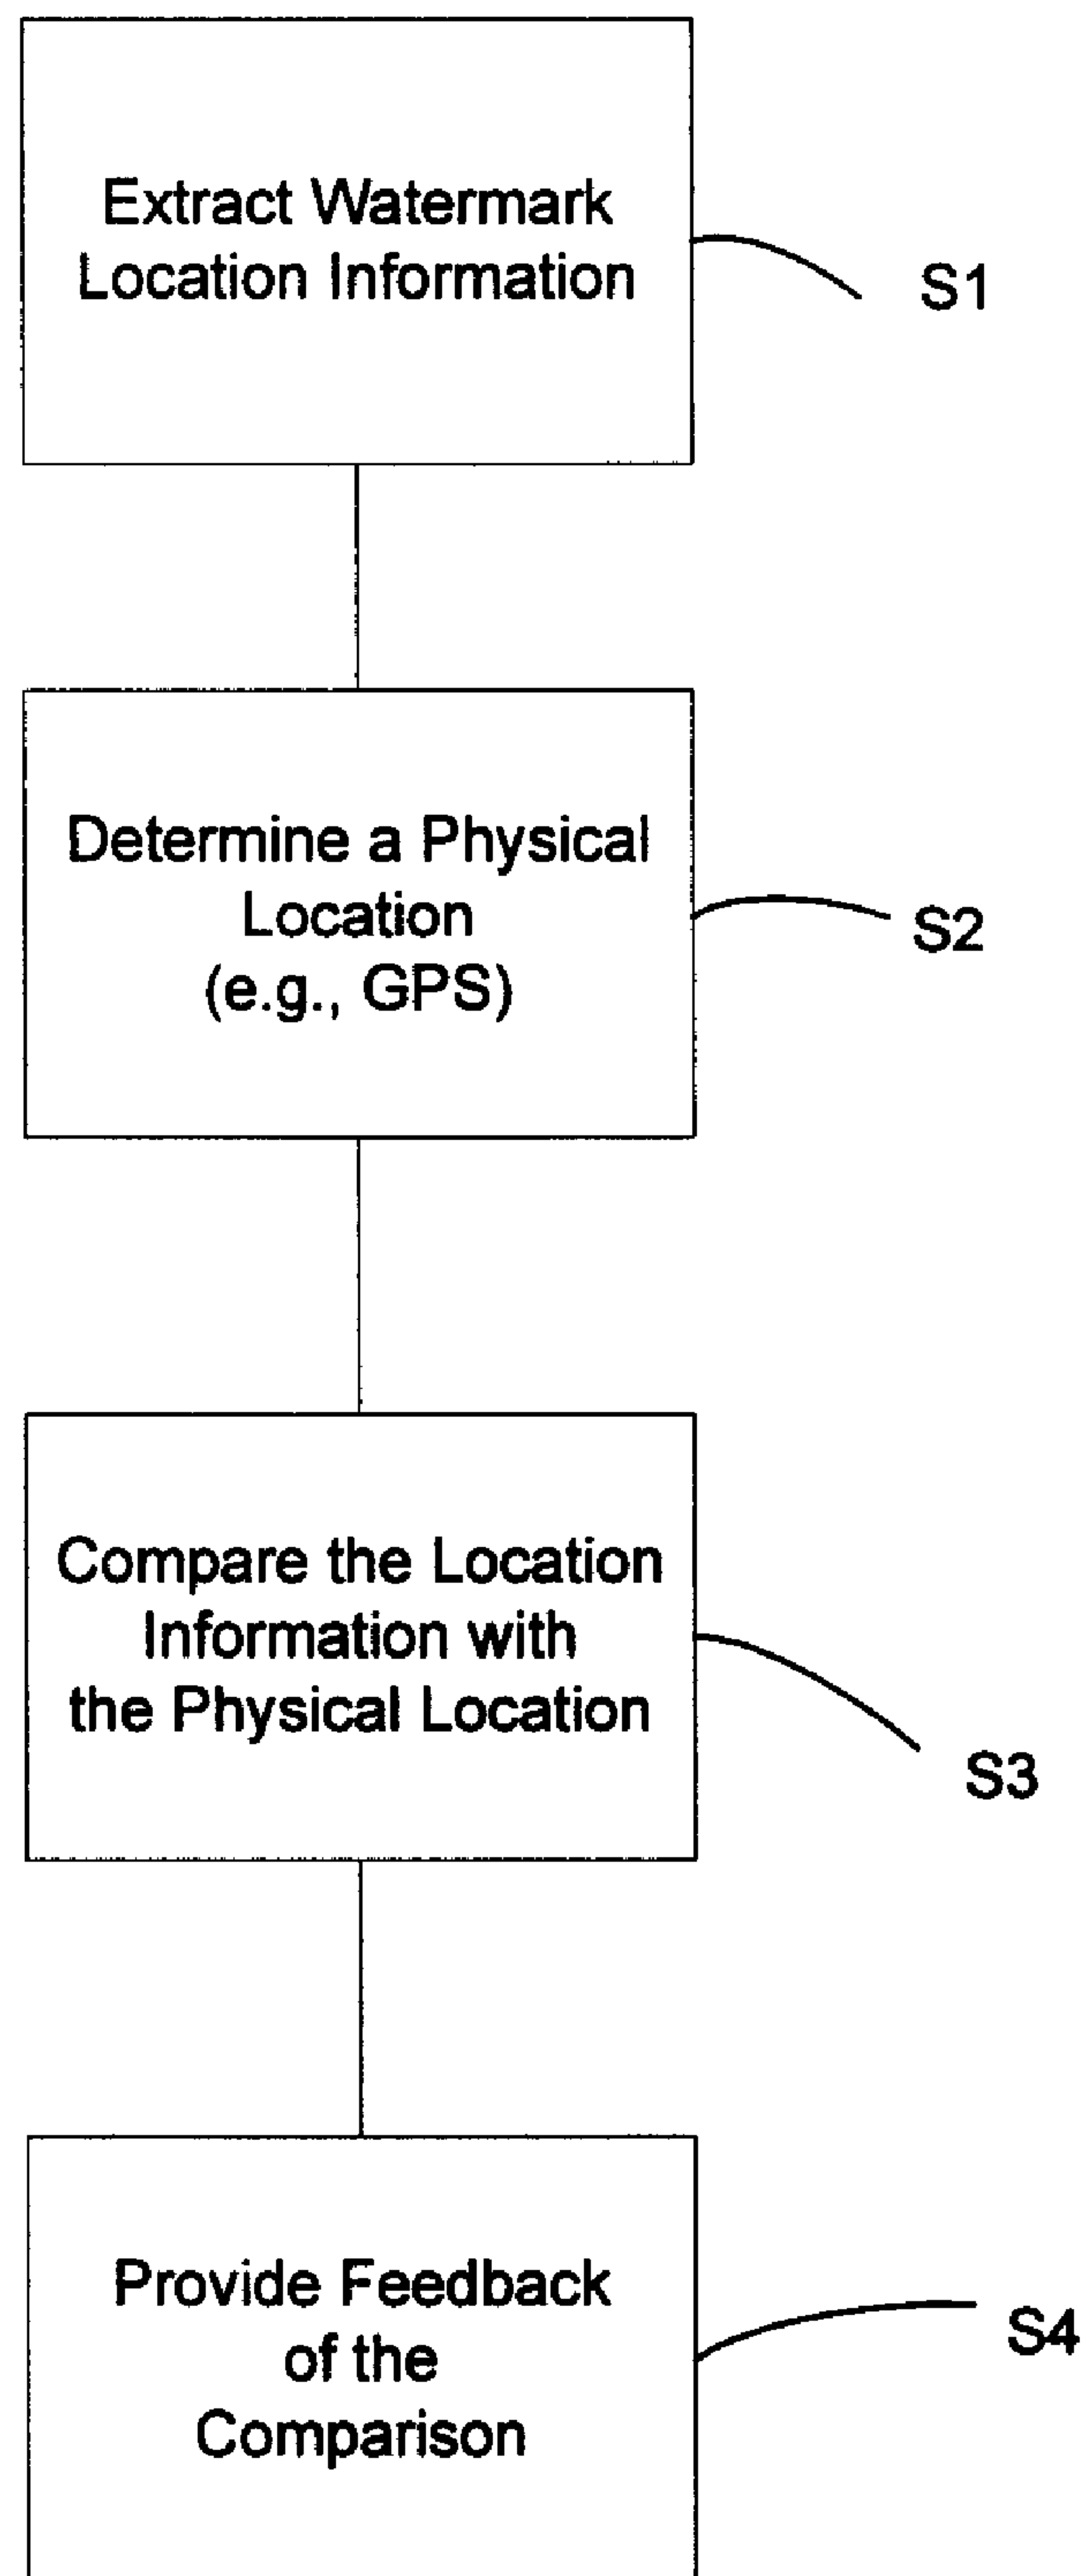 Extract Watermark
Location Information
S1
Determine a Physical
Location
(e.g., GPS)
S2
Compare the Location
Information with
the Physical Location
S3
Provide Feedback
of the
Comparison
S4